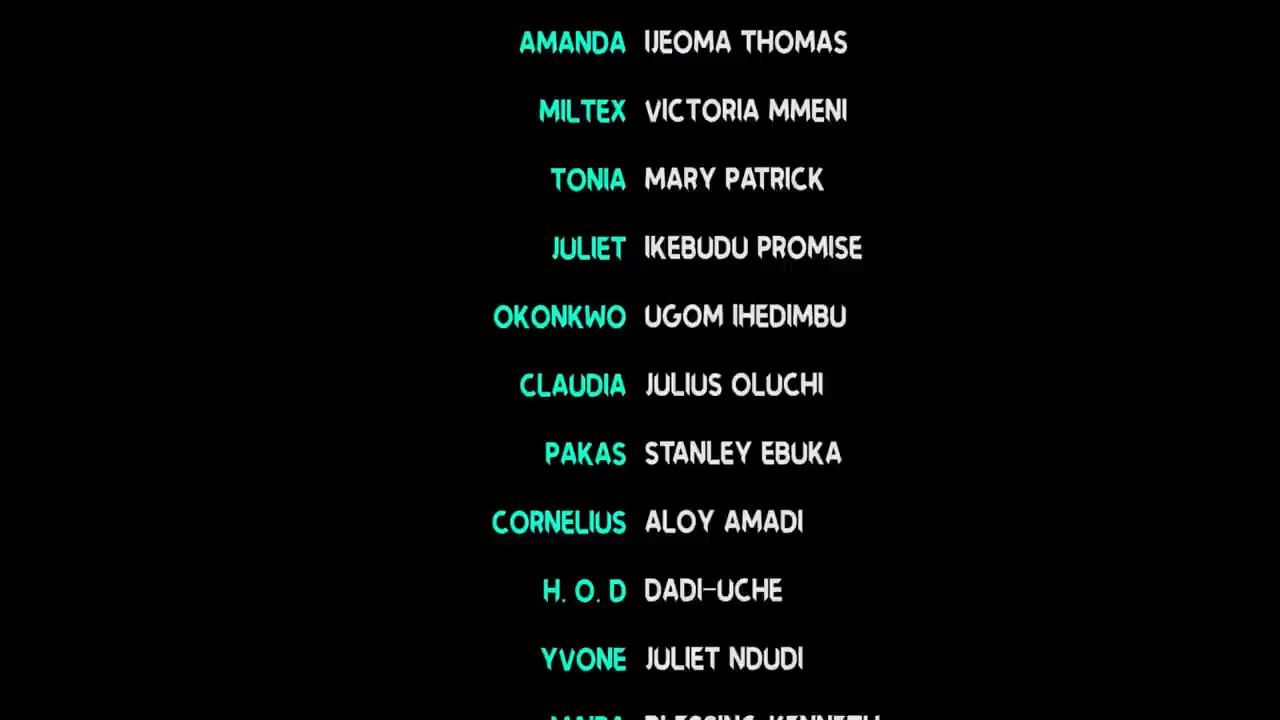 AMANDA IJEOMA THOMAS
MILTEX VICTORIA MMENI
TONIA MARY PATRICK
JULIET IKEBUDU PROMISE
OKONKWO UGOM IHEDIMBU
CLAUDIA JULIUS OLUCHI
PAKAS STANLEY EBUKA
CORNELIUS ALOY AMADI
H. O. D DADI-UCHE
YVONE JULIET NDUDI